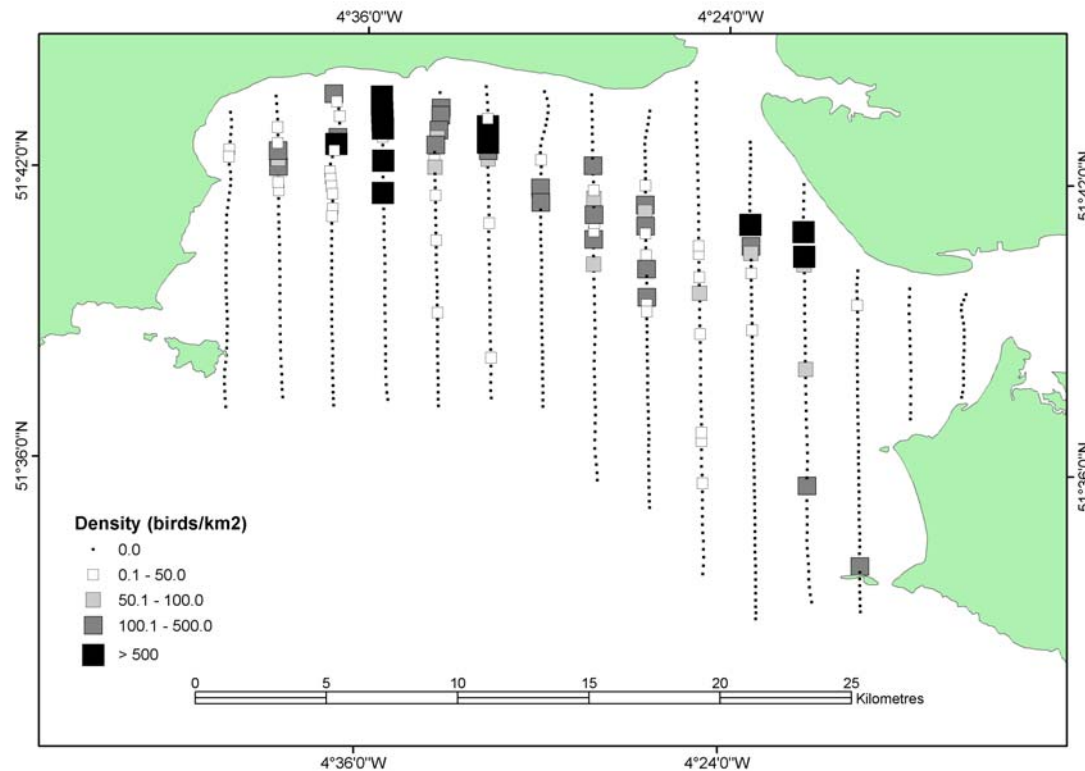 4°36'0"W 4°24'0"W
51°42'0"N 51°42'0"N
51°36'0"N 51°36'0"N
Density (birds/km2)
0.0
0.1 - 50.0
50.1 - 100.0
100.1 - 500.0
> 500
0 5 10 15 20 25
Kilometres
4°36'0"W 4°24'0"W